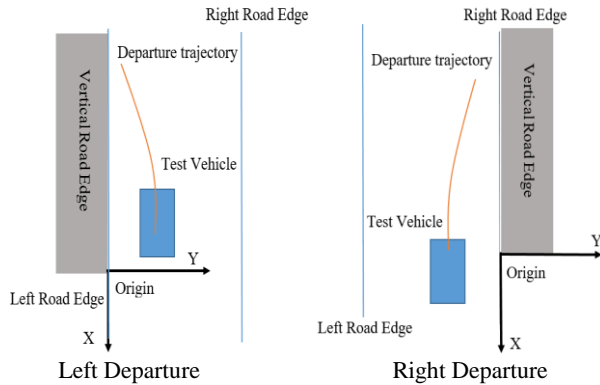 Right Road Edge
Departure trajectory
Vertical Road Edge
Test Vehicle
Y
Left Road Edge
Origin
X
Left Departure
Right Road Edge
Departure trajectory
Vertical Road Edge
Test Vehicle
Y
Origin
Left Road Edge
X
Right Departure